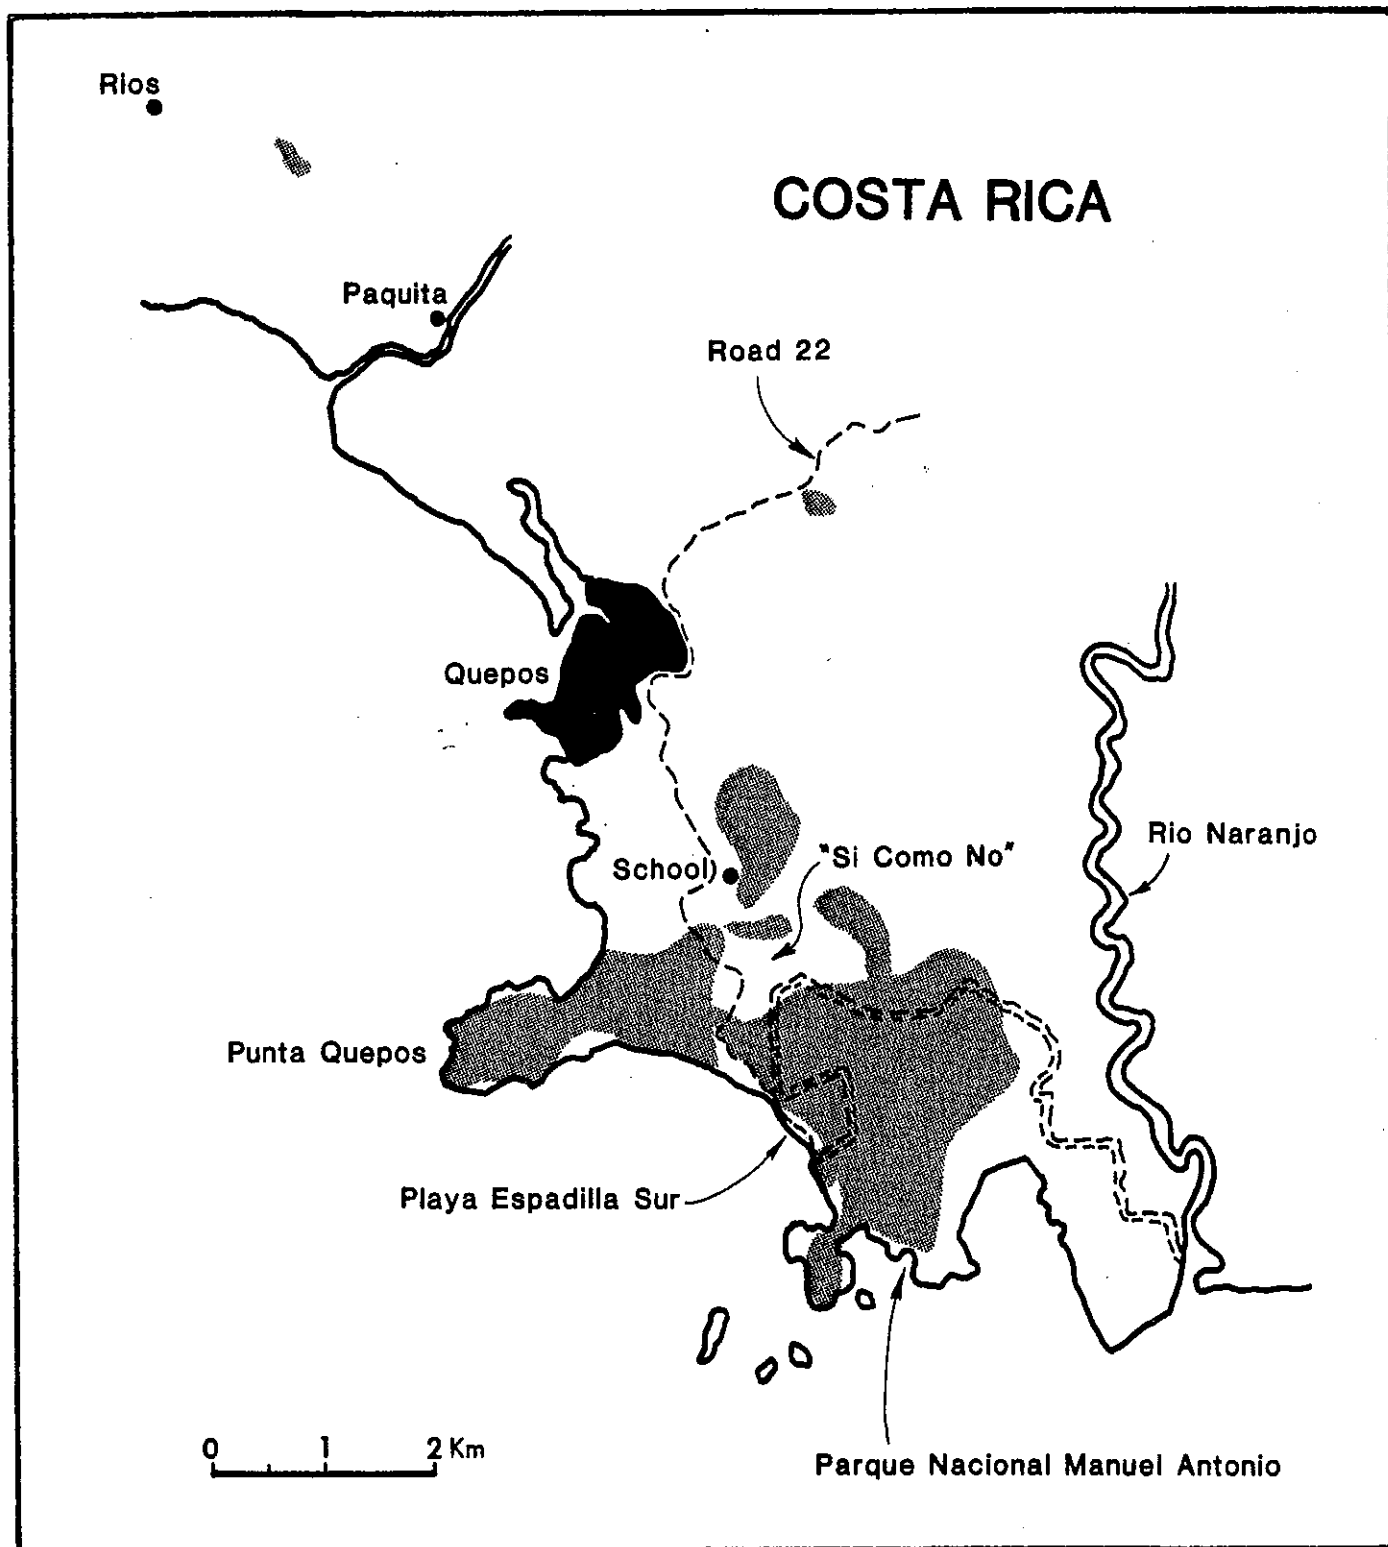 Rios
COSTA RICA
Paquita
Road 22
Quepos
School
"Si Como No"
Rio Naranjo
Punta Quepos
Playa Espadilla Sur
0 1 2 Km
Parque Nacional Manuel Antonio